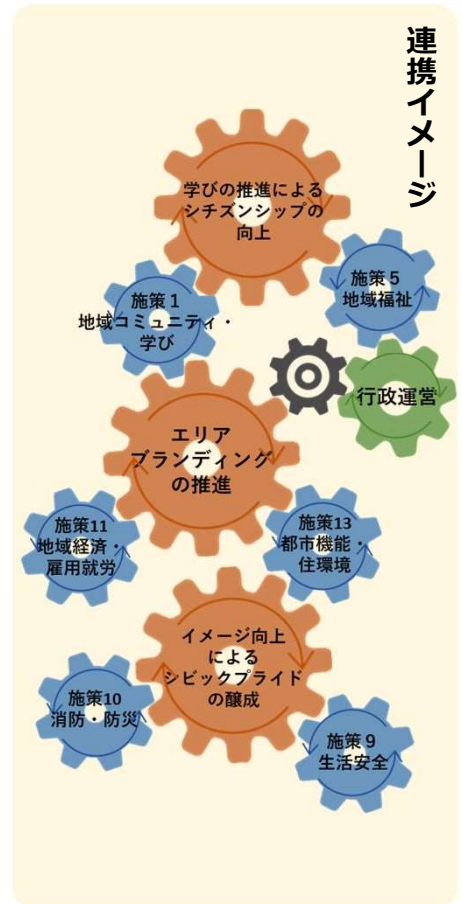 連携イメージ
学びの推進による
シチズンシップの
向上
施策５
地域福祉
施策１
地域コミュニティ・
学び
行政運営
エリア
ブランディング
の推進
施策11
地域経済・
雇用就労
施策13
都市機能・
住環境
イメージ向上
による
シビックプライド
の醸成
施策10
消防・防災
施策９
生活安全